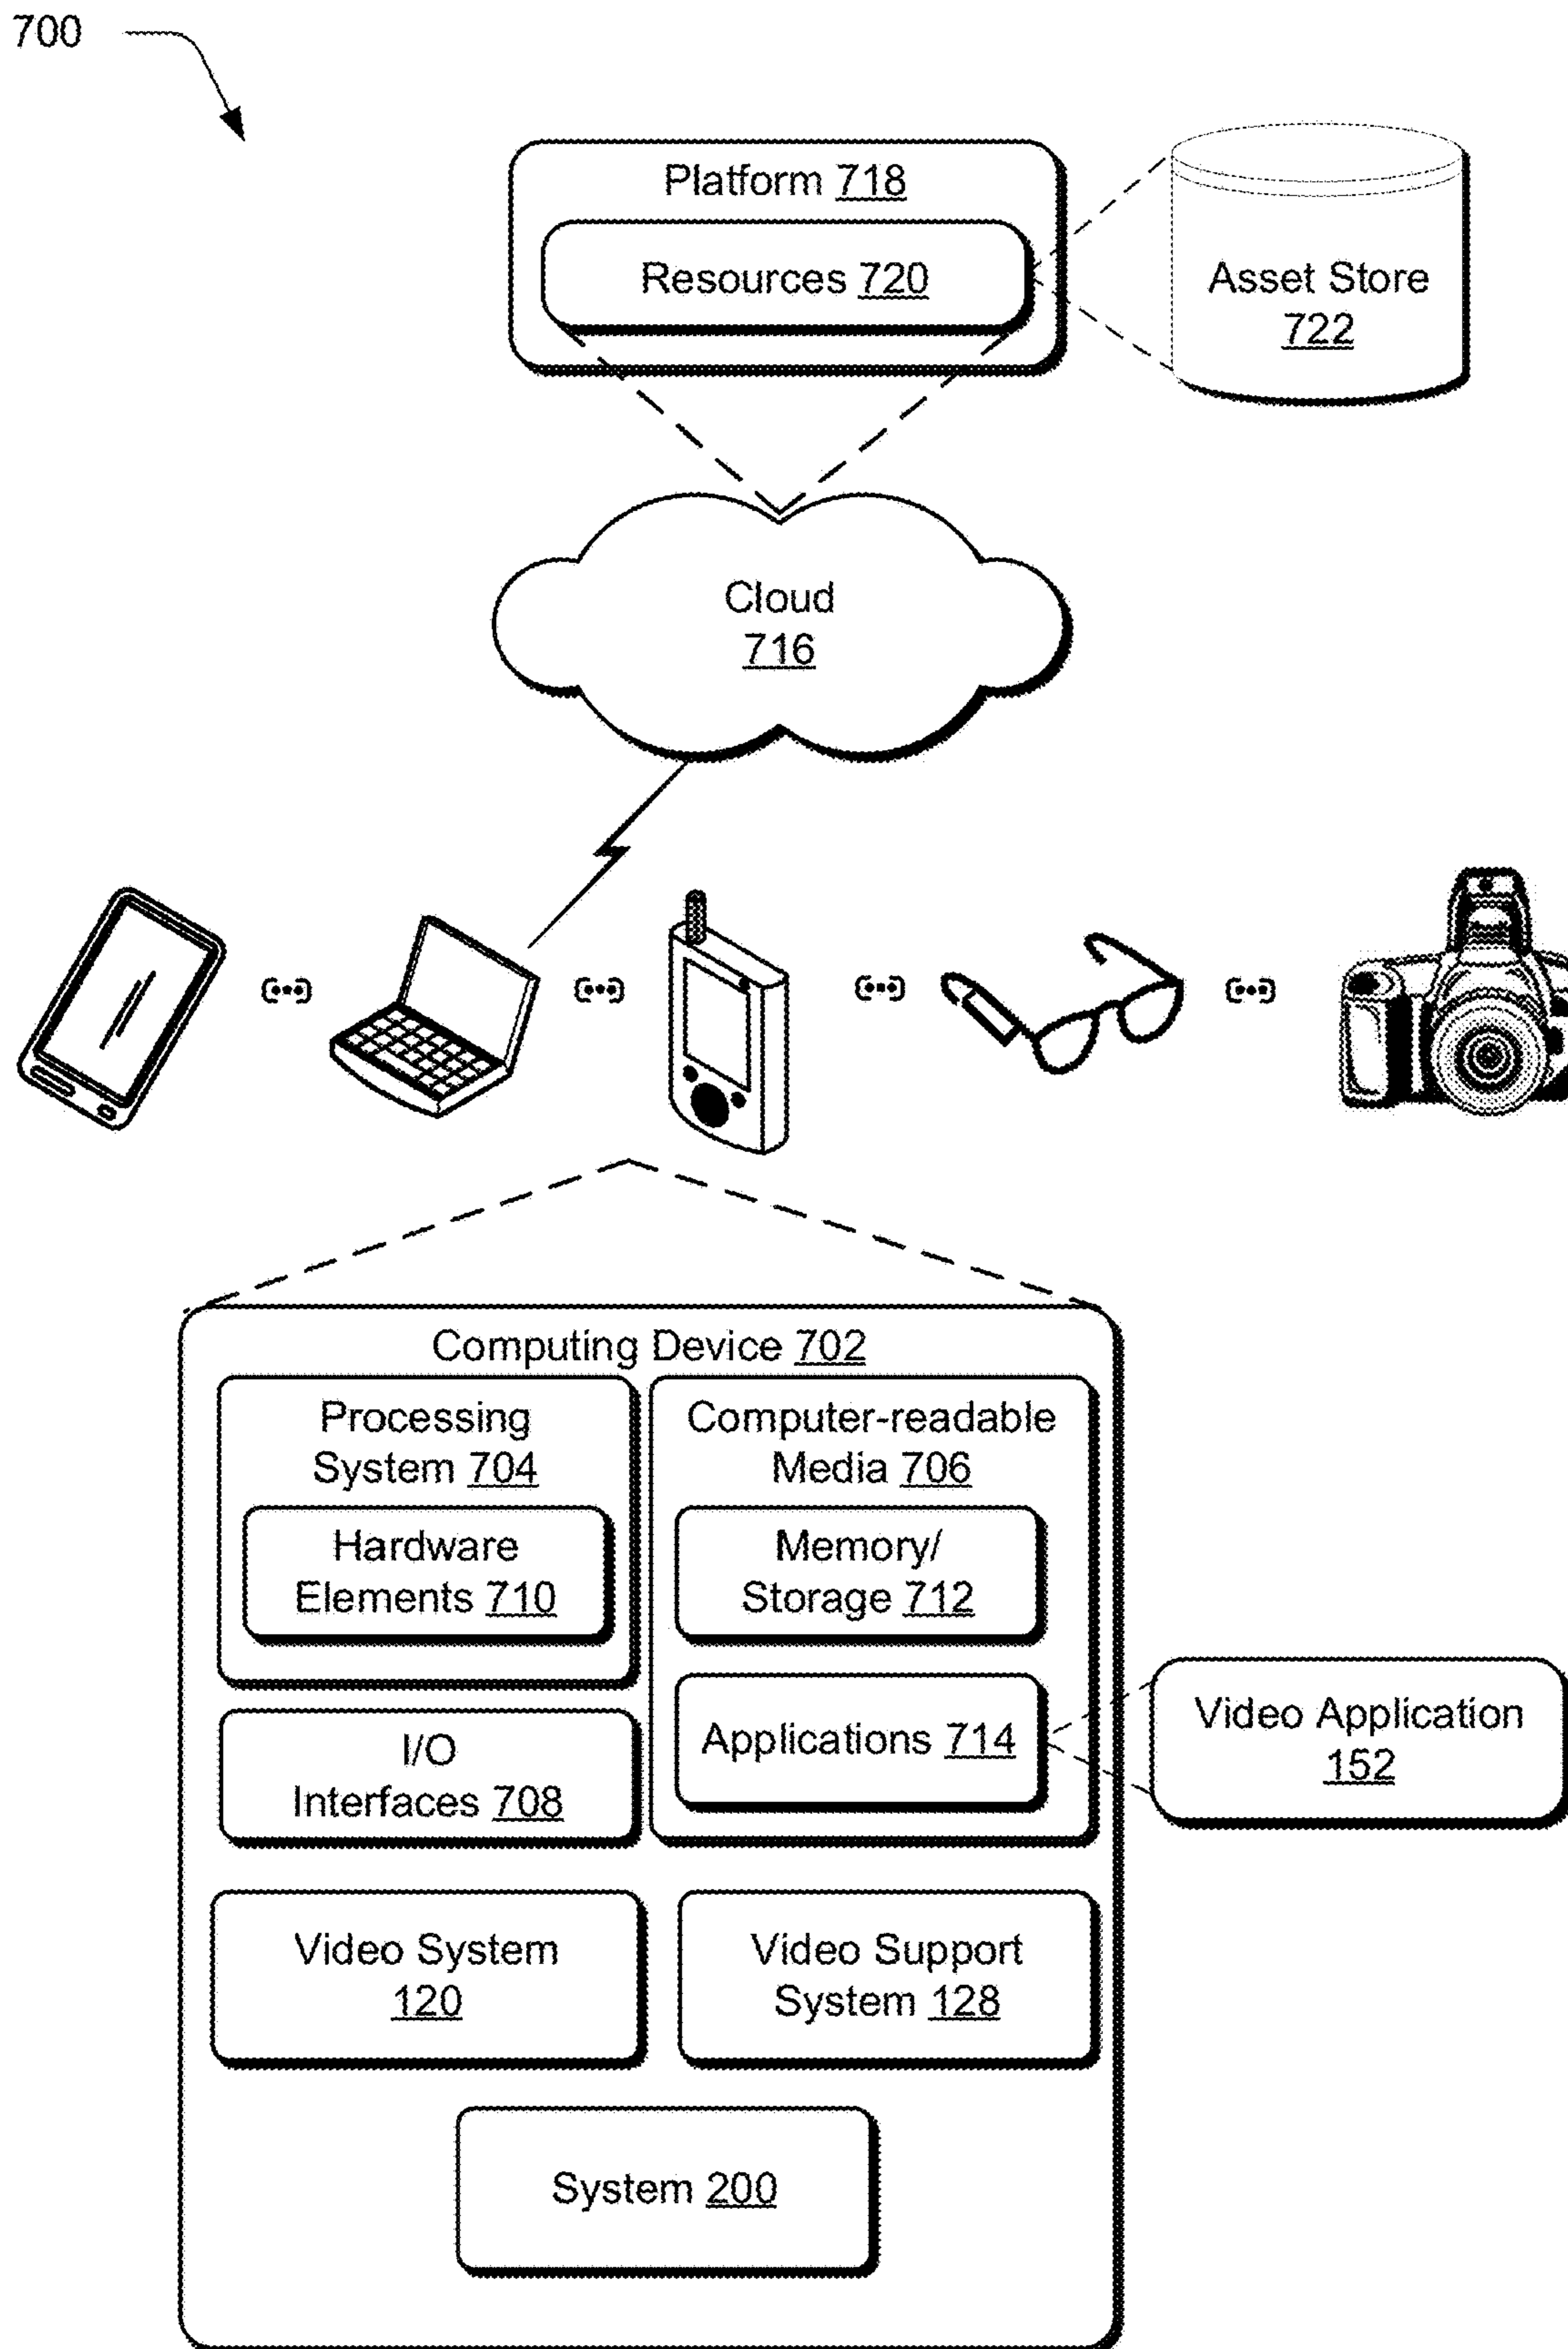 700
Platform 718
Resources 720
Asset Store
722
Cloud
716
Computing Device 702
Processing
System 704
Hardware
Elements 710
Computer-readable
Media 706
Memory/
Storage 712
Applications 714
I/O
Interfaces 708
Video Application
152
Video System
120
Video Support
System 128
System 200